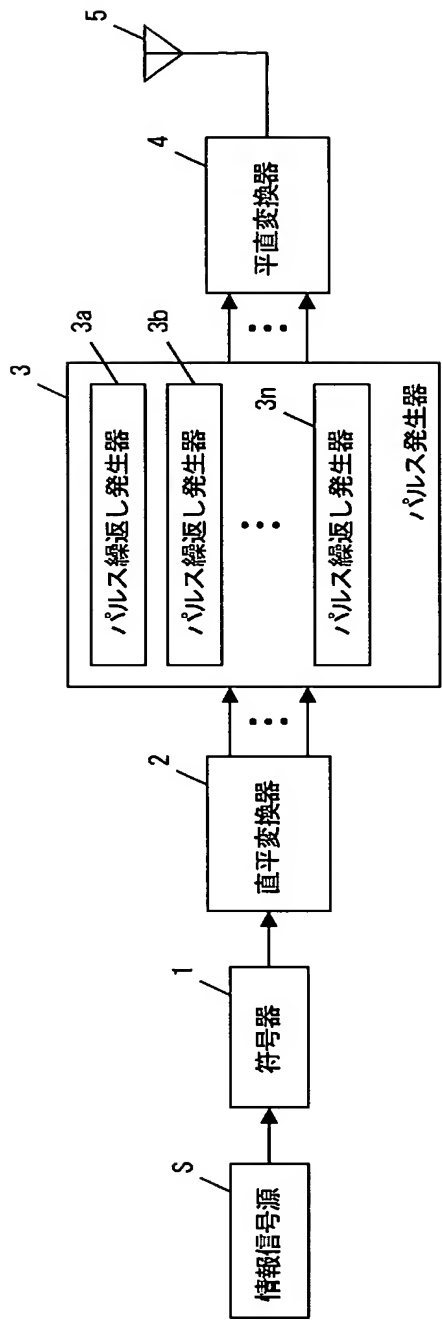 S
情報信号源
1
符号器
2
直平変換器
3
3a
パルス繰返し発生器
3b
パルス繰返し発生器
3n
パルス繰返し発生器
パルス発生器
4
平直変換器
5